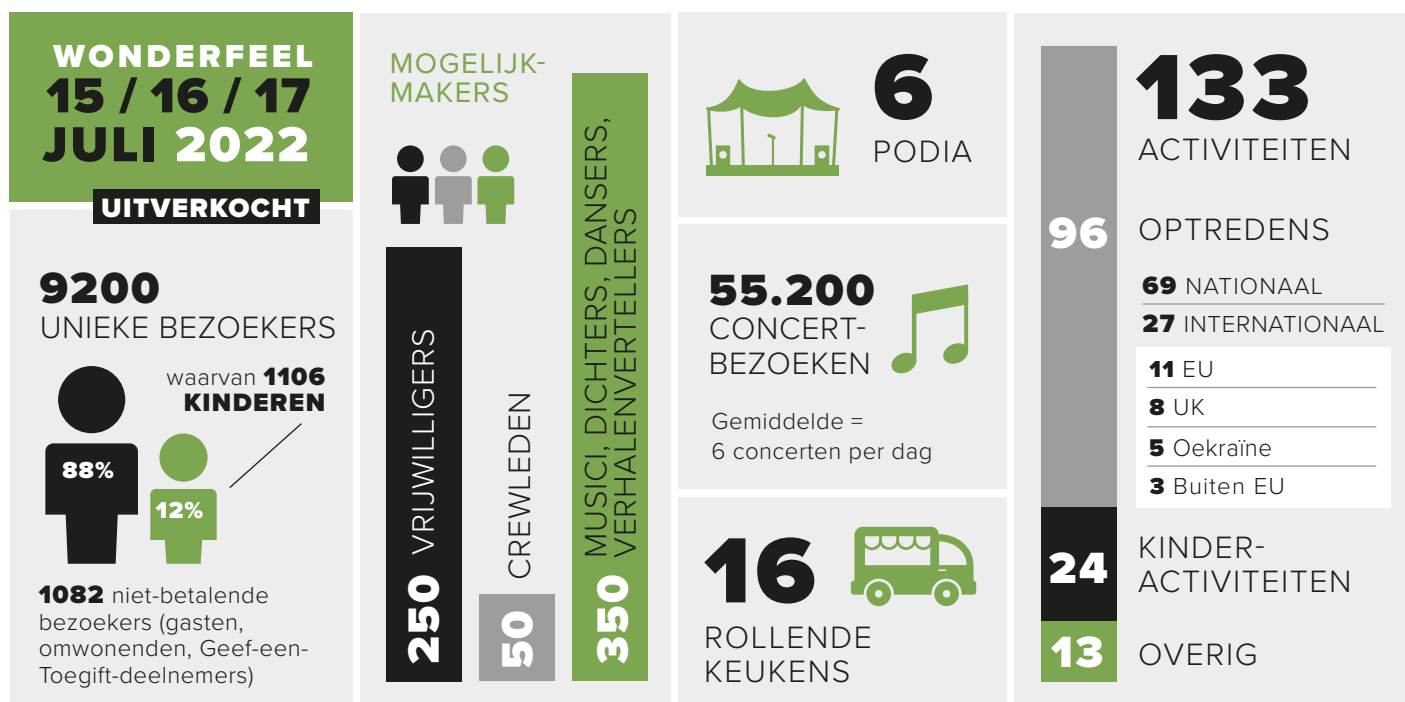 WONDERFEEL
15 / 16 / 17
JULI 2022
UITVERKOCHT
9200
UNIEKE BEZOEKERS
waarvan 1106
KINDEREN
88%
12%
1082 niet-betalende
bezoekers (gasten,
omwonenden, Geef-een-
Toegift-deelnemers)
MOGELIJK-
MAKERS
250 VRIJWILLIGERS
50 CREWLEDEN
350 MUSICI, DICHTERS, DANSERS,
VERHALENVERTELLERS
6
PODIA
55.200
CONCERT-
BEZOEKEN
Gemiddelde =
6 concerten per dag
16
ROLLENDE
KEUKENS
133
ACTIVITEITEN
96 OPTREDENS
69 NATIONAAL
27 INTERNATIONAAL
11 EU
8 UK
5 Oekraïne
3 Buiten EU
24 KINDER-
ACTIVITEITEN
13 OVERIG